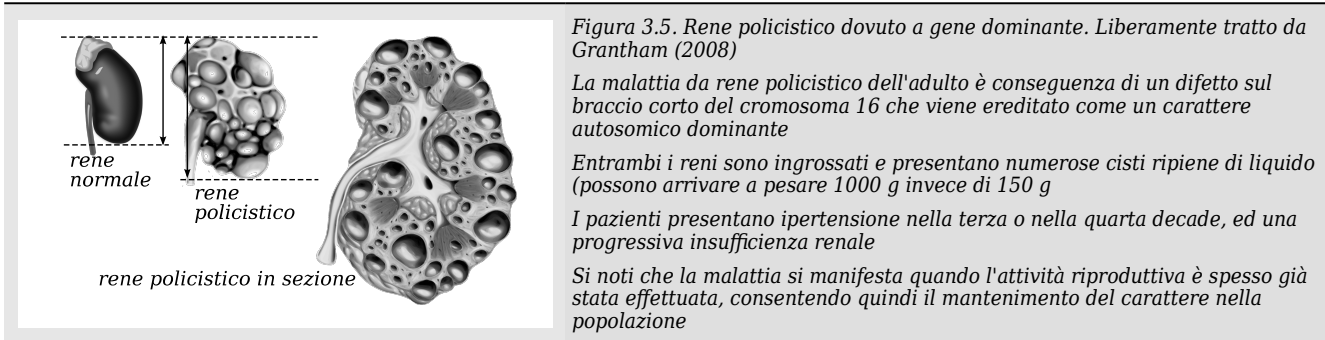 rene
normale
rene
policistico
rene policistico in sezione
Figura 3.5. Rene policistico dovuto a gene dominante. Liberamente tratto da
Grantham (2008)
La malattia da rene policistico dell'adulto è conseguenza di un difetto sul
braccio corto del cromosoma 16 che viene ereditato come un carattere
autosomico dominante
Entrambi i reni sono ingrossati e presentano numerose cisti ripiene di liquido
(possono arrivare a pesare 1000 g invece di 150 g
I pazienti presentano ipertensione nella terza o nella quarta decade, ed una
progressiva insufficienza renale
Si noti che la malattia si manifesta quando l'attività riproduttiva è spesso già
stata effettuata, consentendo quindi il mantenimento del carattere nella
popolazione